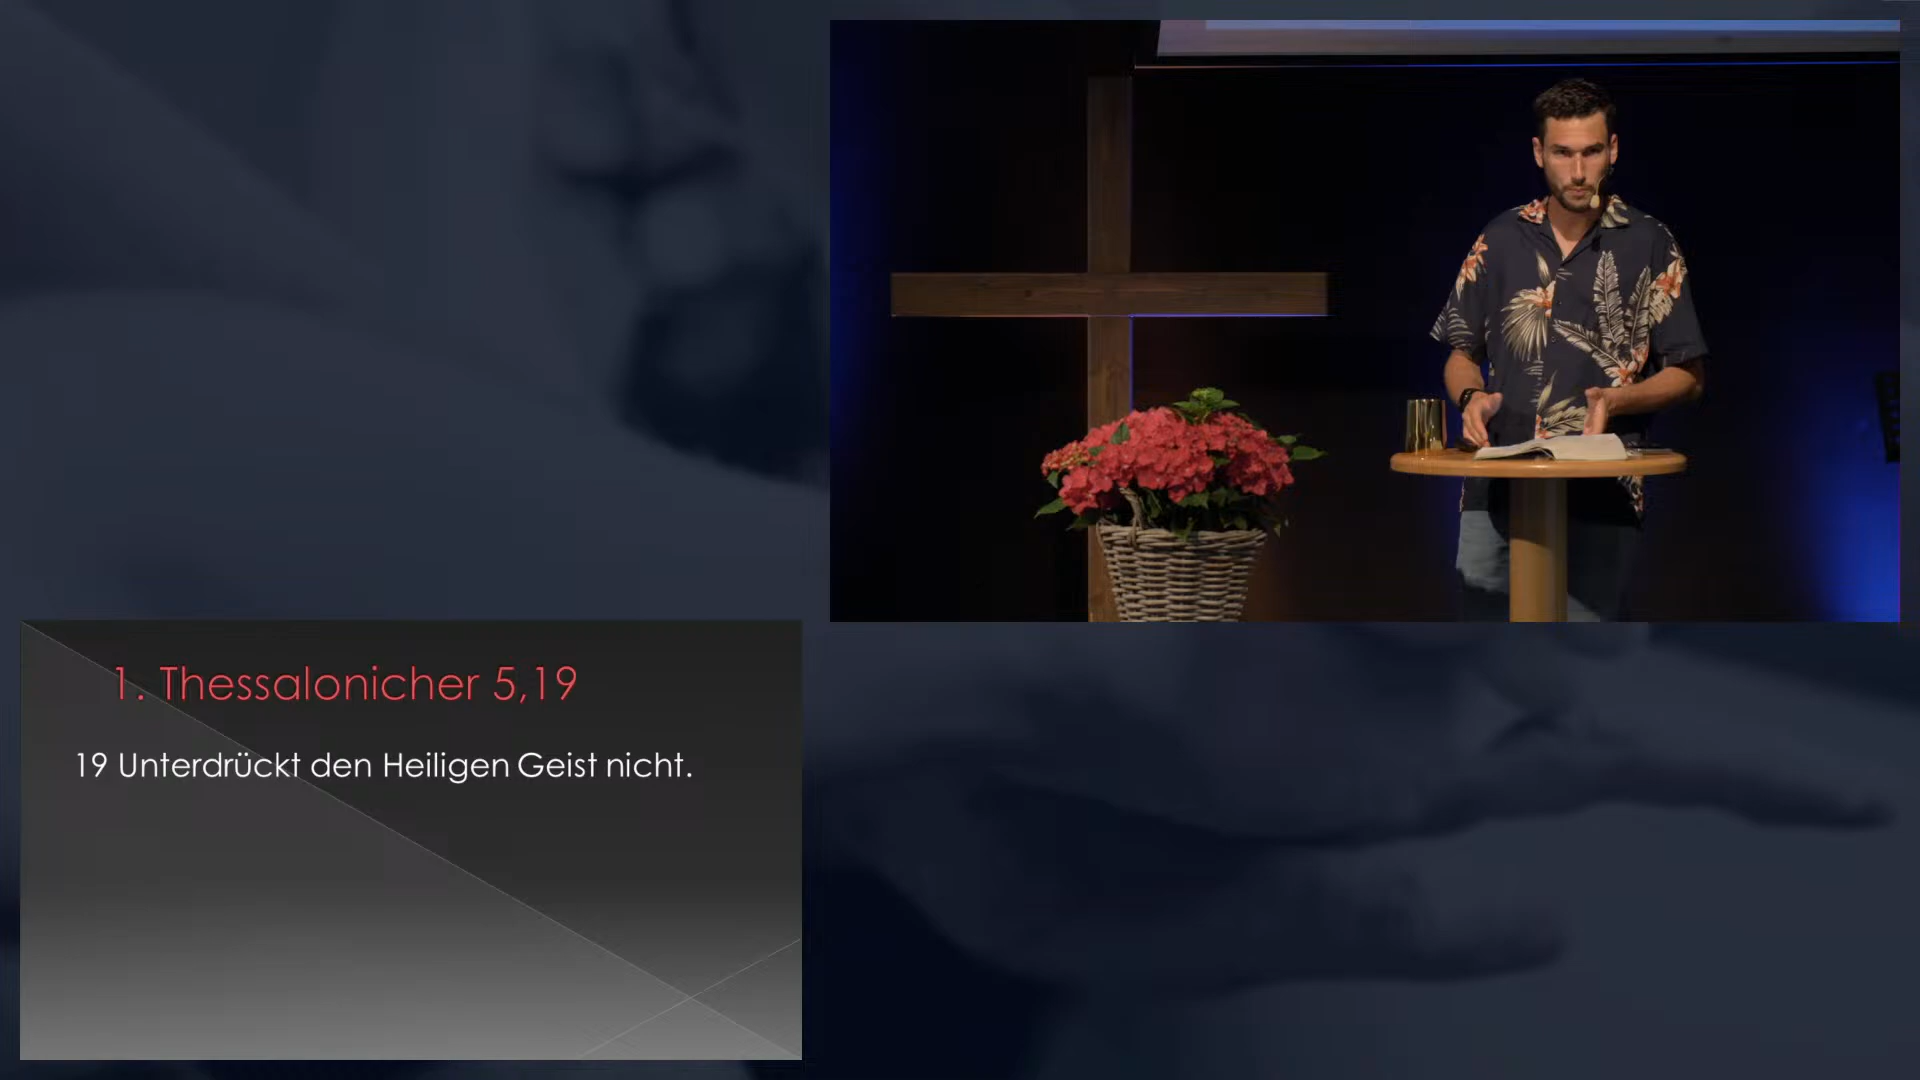 1. Thessalonicher 5,19
19 Unterdrückt den Heiligen Geist nicht.